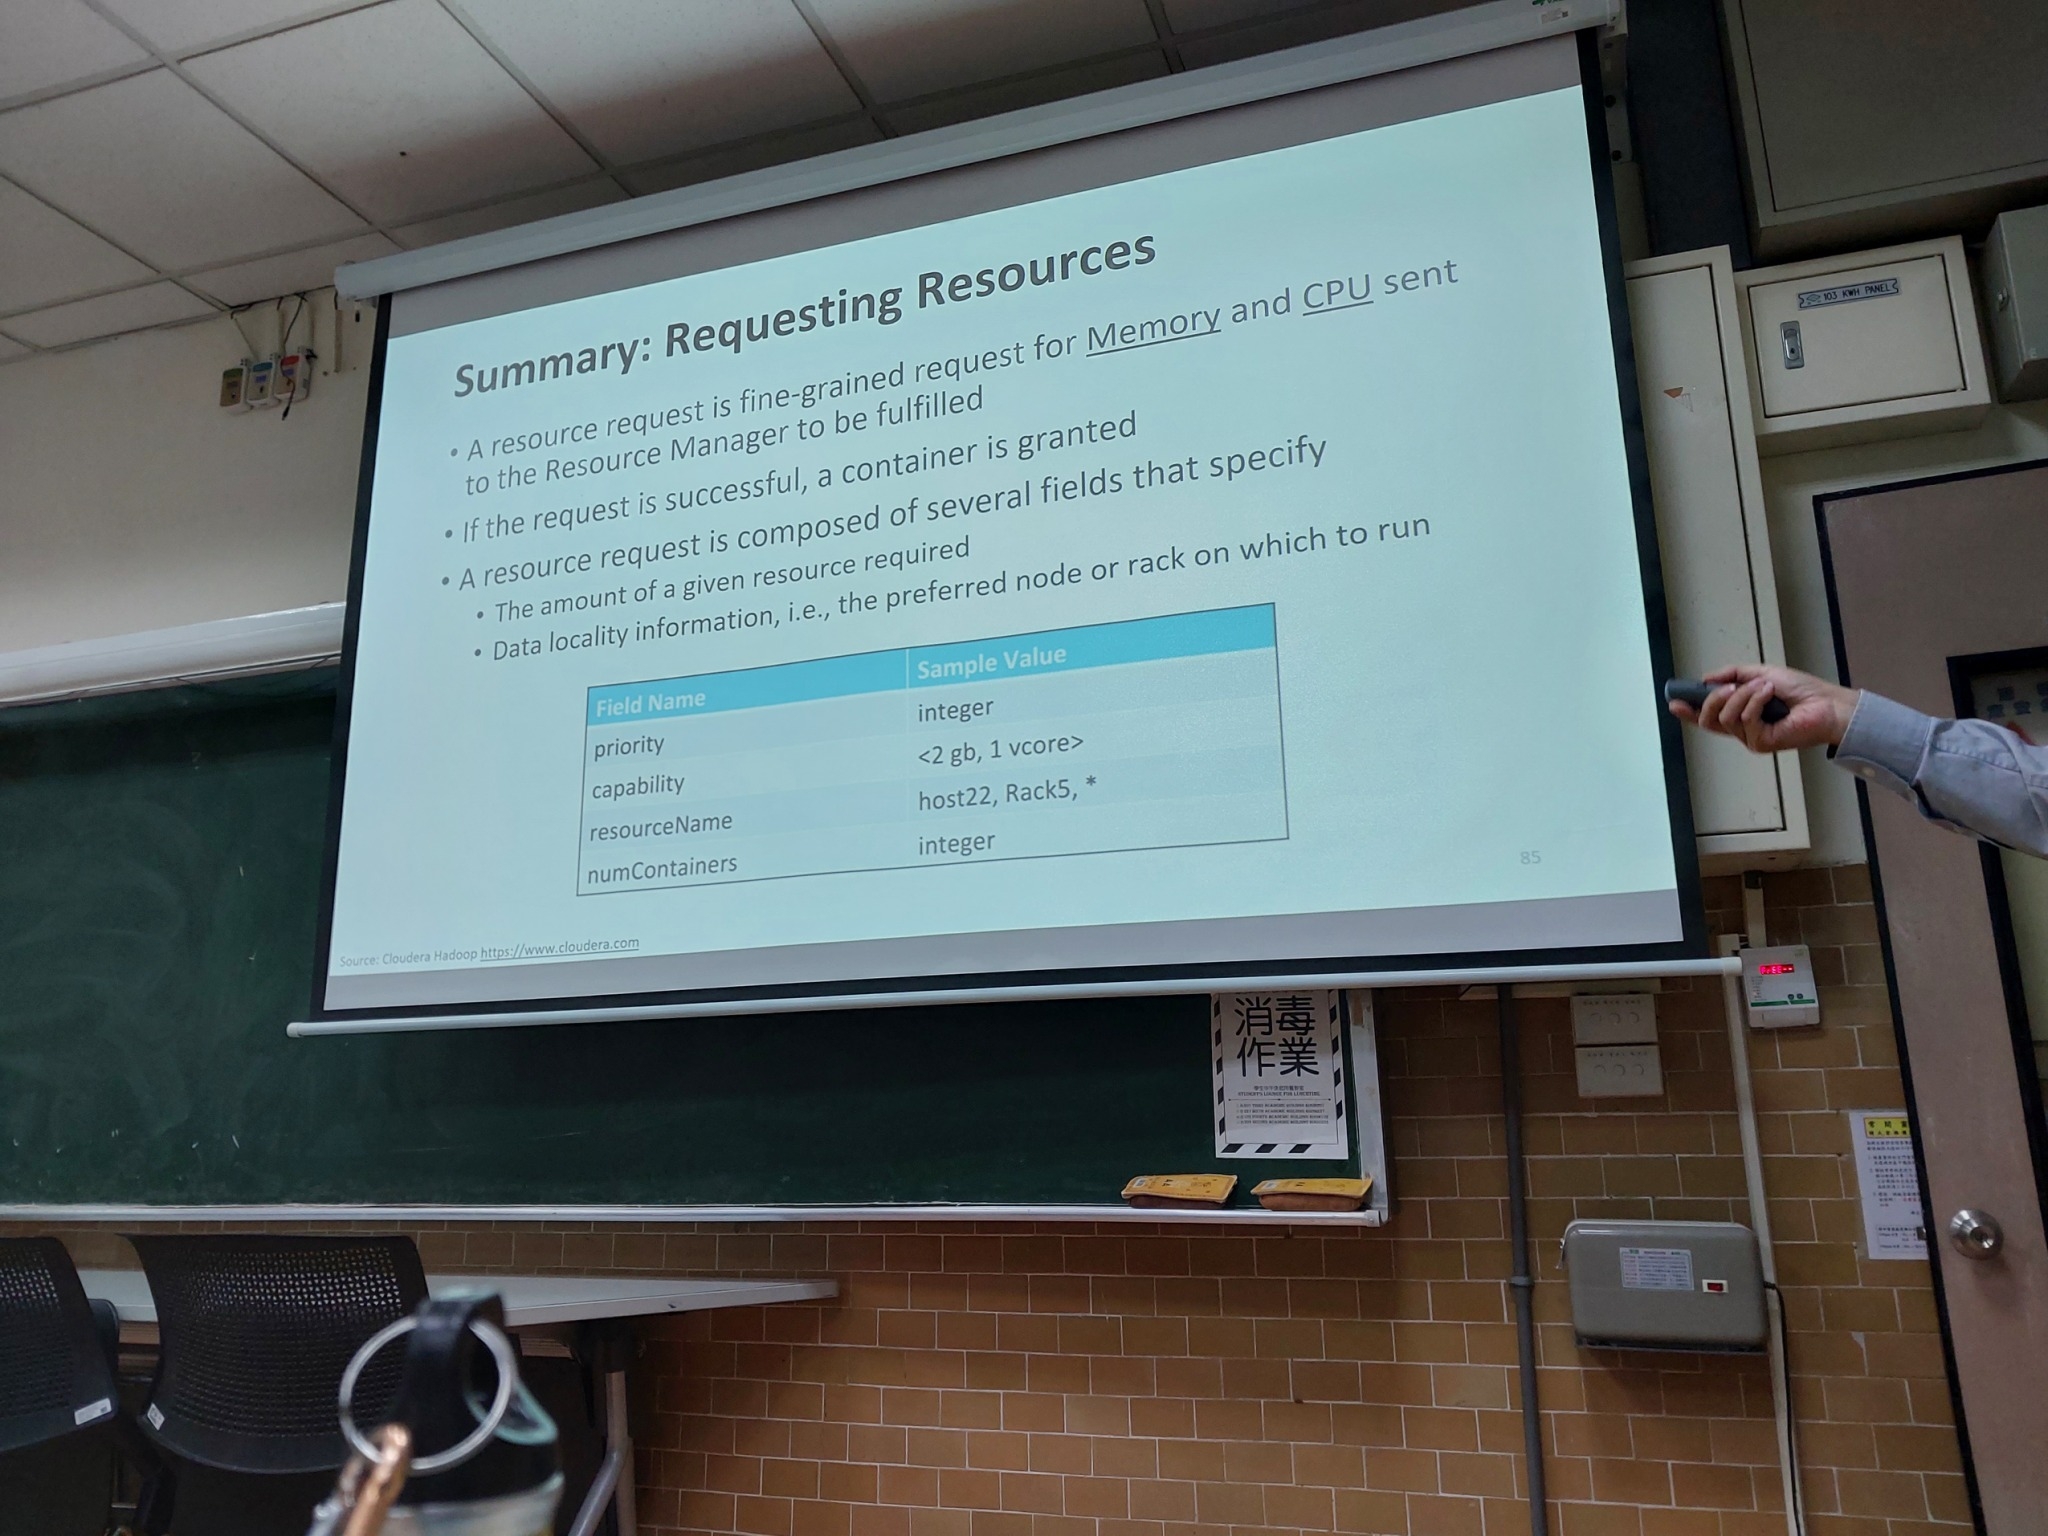 Summary: Requesting Resources
• A resource request is fine-grained request for Memory and CPU sent
to the Resource Manager to be fulfilled
• If the request is successful, a container is granted
• A resource request is composed of several fields that specify
• The amount of a given resource required
• Data locality information, i.e., the preferred node or rack on which to run
Field Name Sample Value
priority integer
capability <2 gb, 1 vcore>
resourceName host22, Rack5, *
numContainers integer
85
Source: Cloudera Hadoop https://www.cloudera.com
103 KWH PANEL
消毒
作業
STUDENTS LOUNGE FOR LUNCHTIME